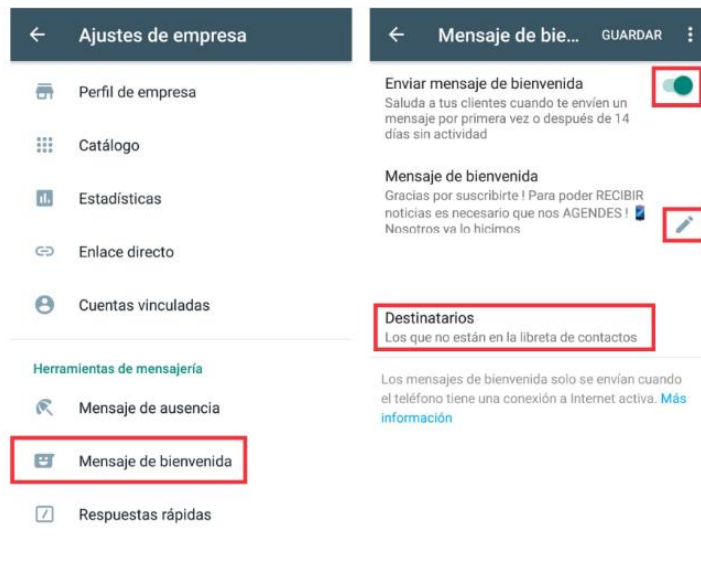 Ajustes de empresa
Perfil de empresa
Catálogo
Estadísticas
Enlace directo
Cuentas vinculadas
Herramientas de mensajería
Mensaje de ausencia
Mensaje de bienvenida
Respuestas rápidas
Mensaje de bie... GUARDAR
Enviar mensaje de bienvenida
Saluda a tus clientes cuando te envíen un
mensaje por primera vez o después de 14
días sin actividad
Mensaje de bienvenida
Gracias por suscribirte ! Para poder RECIBIR
noticias es necesario que nos AGENDES ! 📱
Nosotros ya lo hicimos
Destinatarios
Los que no están en la libreta de contactos
Los mensajes de bienvenida solo se envían cuando
el teléfono tiene una conexión a Internet activa. Más
información